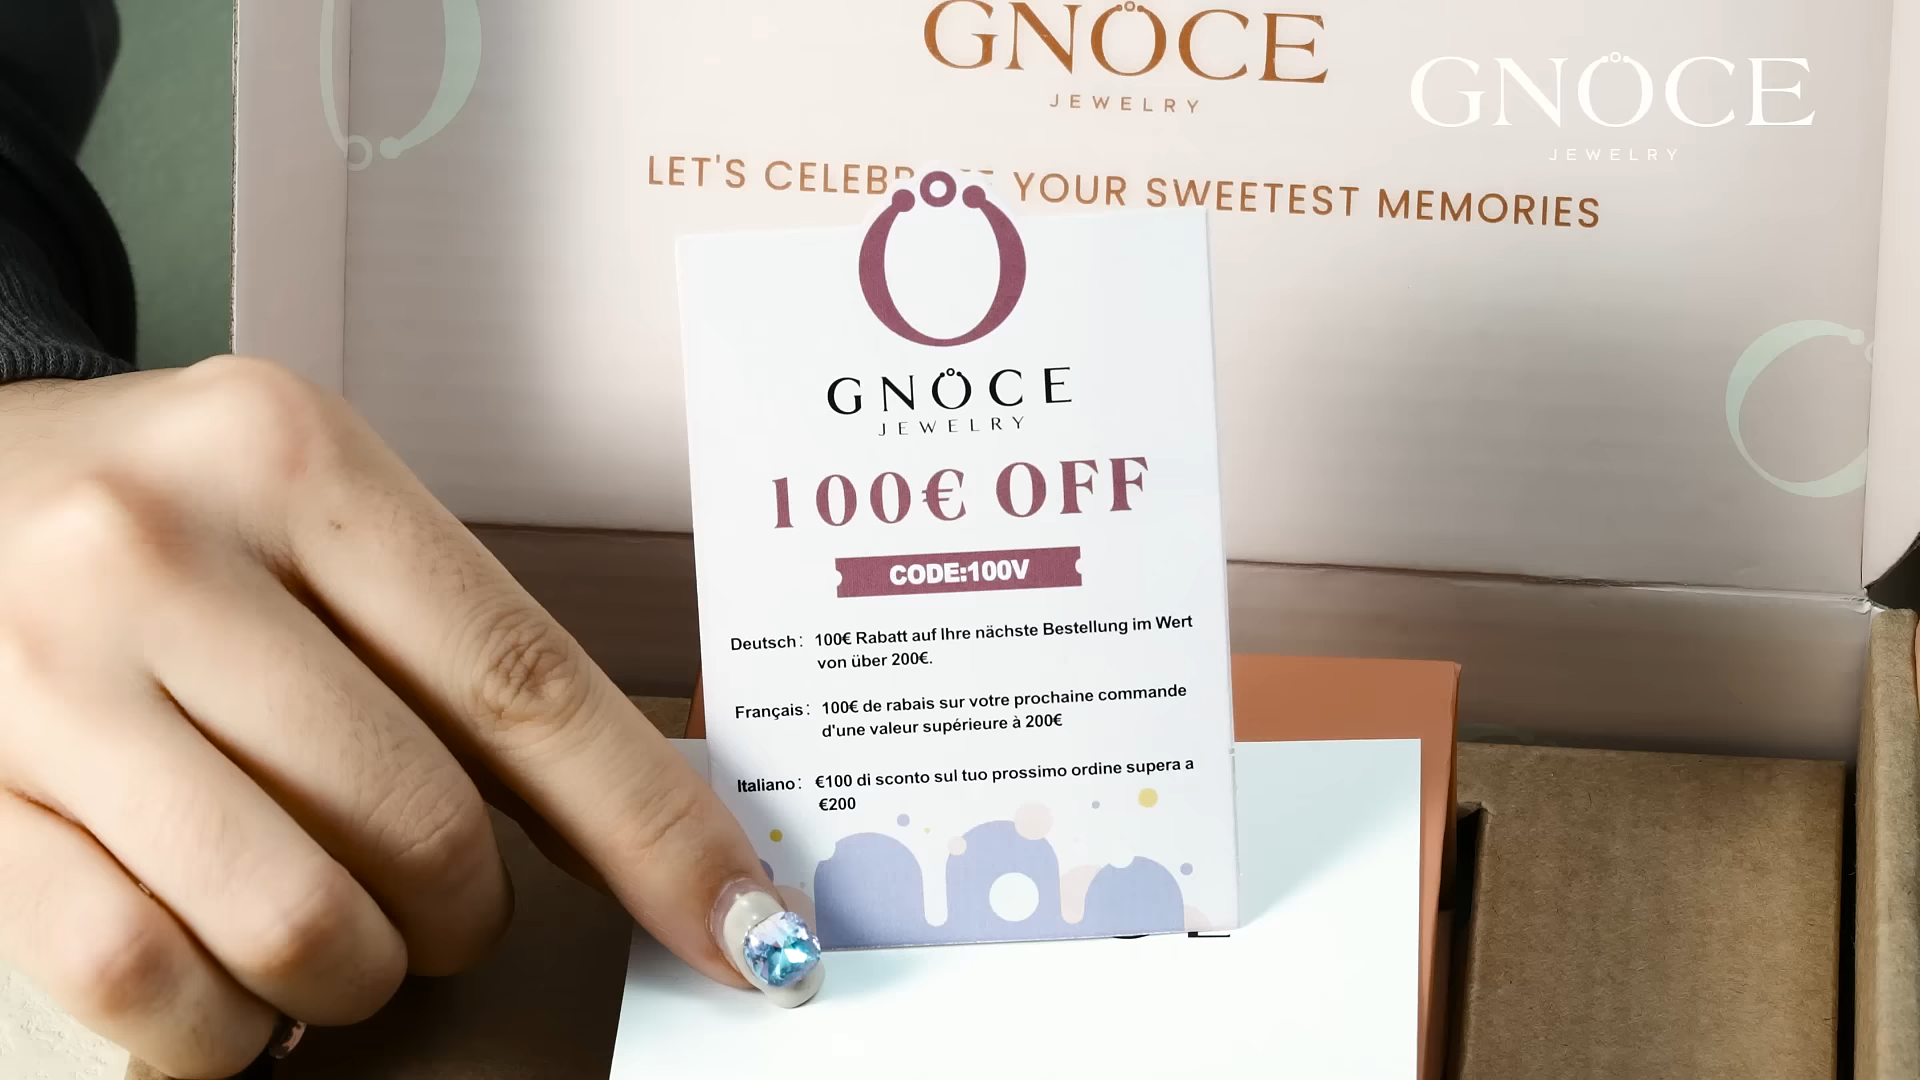 GNOCE
JEWELRY
GNOCE
JEWELRY
LET'S CELEBR YOUR SWEETEST MEMORIES
GNOCE
JEWELRY
100€ OFF
CODE:100V
Deutsch: 100€ Rabatt auf Ihre nächste Bestellung im Wert
von über 200€.
Français: 100€ de rabais sur votre prochaine commande
d'une valeur supérieure à 200€
Italiano: €100 di sconto sul tuo prossimo ordine supera a
€200